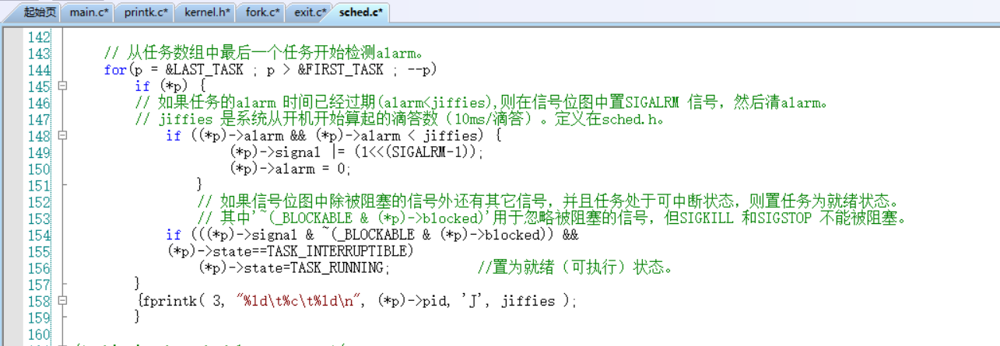 起始页 main.c* printk.c* kernel.h* fork.c* exit.c* sched.c*
142
143 // 从任务数组中最后一个任务开始检测alarm。
144 for(p = &LAST_TASK ; p > &FIRST_TASK ; --p)
145 if (*p) {
146 // 如果任务的alarm 时间已经过期(alarm<jiffies),则在信号位图中置SIGALRM 信号，然后清alarm。
147 // jiffies 是系统从开机开始算起的滴答数（10ms/滴答）。定义在sched.h。
148 if ((*p)->alarm && (*p)->alarm < jiffies) {
149 (*p)->signal |= (1<<(SIGALRM-1));
150 (*p)->alarm = 0;
151 }
152 // 如果信号位图中除被阻塞的信号外还有其它信号，并且任务处于可中断状态，则置任务为就绪状态。
153 // 其中'~(_BLOCKABLE & (*p)->blocked)'用于忽略被阻塞的信号，但SIGKILL 和SIGSTOP 不能被阻塞。
154 if (((*p)->signal & ~(_BLOCKABLE & (*p)->blocked)) &&
155 (*p)->state==TASK_INTERRUPTIBLE)
156 (*p)->state=TASK_RUNNING; //置为就绪（可执行）状态。
157 }
158 {fprintk( 3, "%ld\t%c\t%ld\n", (*p)->pid, 'J', jiffies );
159 }
160